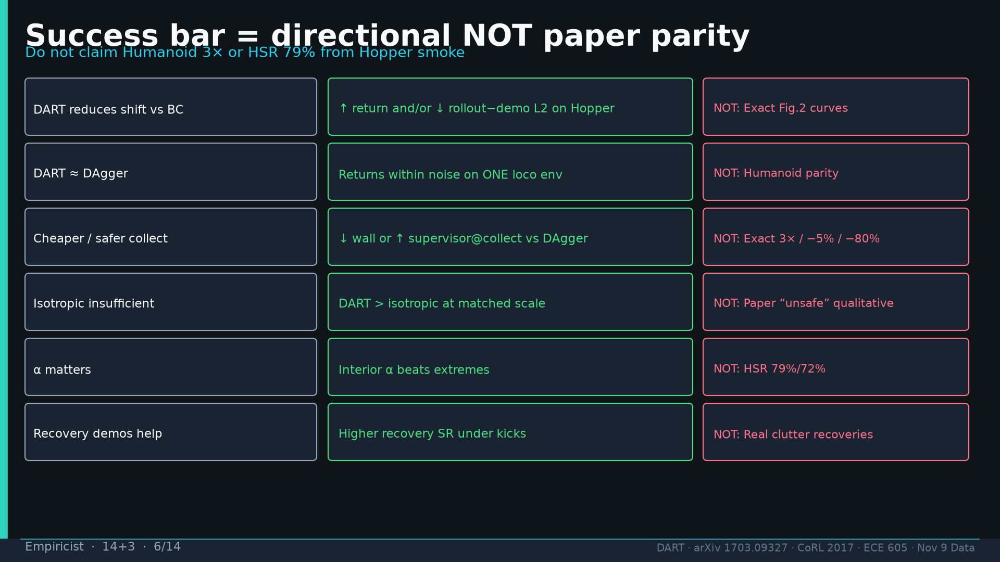 Success bar = directional NOT paper parity
Do not claim Humanoid 3× or HSR 79% from Hopper smoke
DART reduces shift vs BC
↑ return and/or ↓ rollout−demo L2 on Hopper
NOT: Exact Fig.2 curves
DART ≈ DAgger
Returns within noise on ONE loco env
NOT: Humanoid parity
Cheaper / safer collect
↓ wall or ↑ supervisor@collect vs DAgger
NOT: Exact 3× / −5% / −80%
Isotropic insufficient
DART > isotropic at matched scale
NOT: Paper “unsafe” qualitative
α matters
Interior α beats extremes
NOT: HSR 79%/72%
Recovery demos help
Higher recovery SR under kicks
NOT: Real clutter recoveries
Empiricist · 14+3 · 6/14
DART · arXiv 1703.09327 · CoRL 2017 · ECE 605 · Nov 9 Data